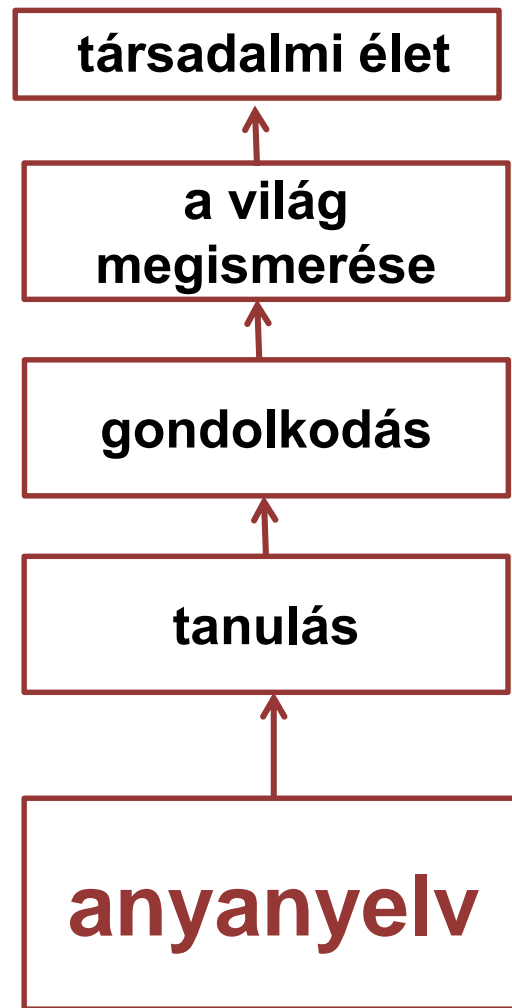 társadalmi élet
a világ
megismerése
gondolkodás
tanulás
anyanyelv